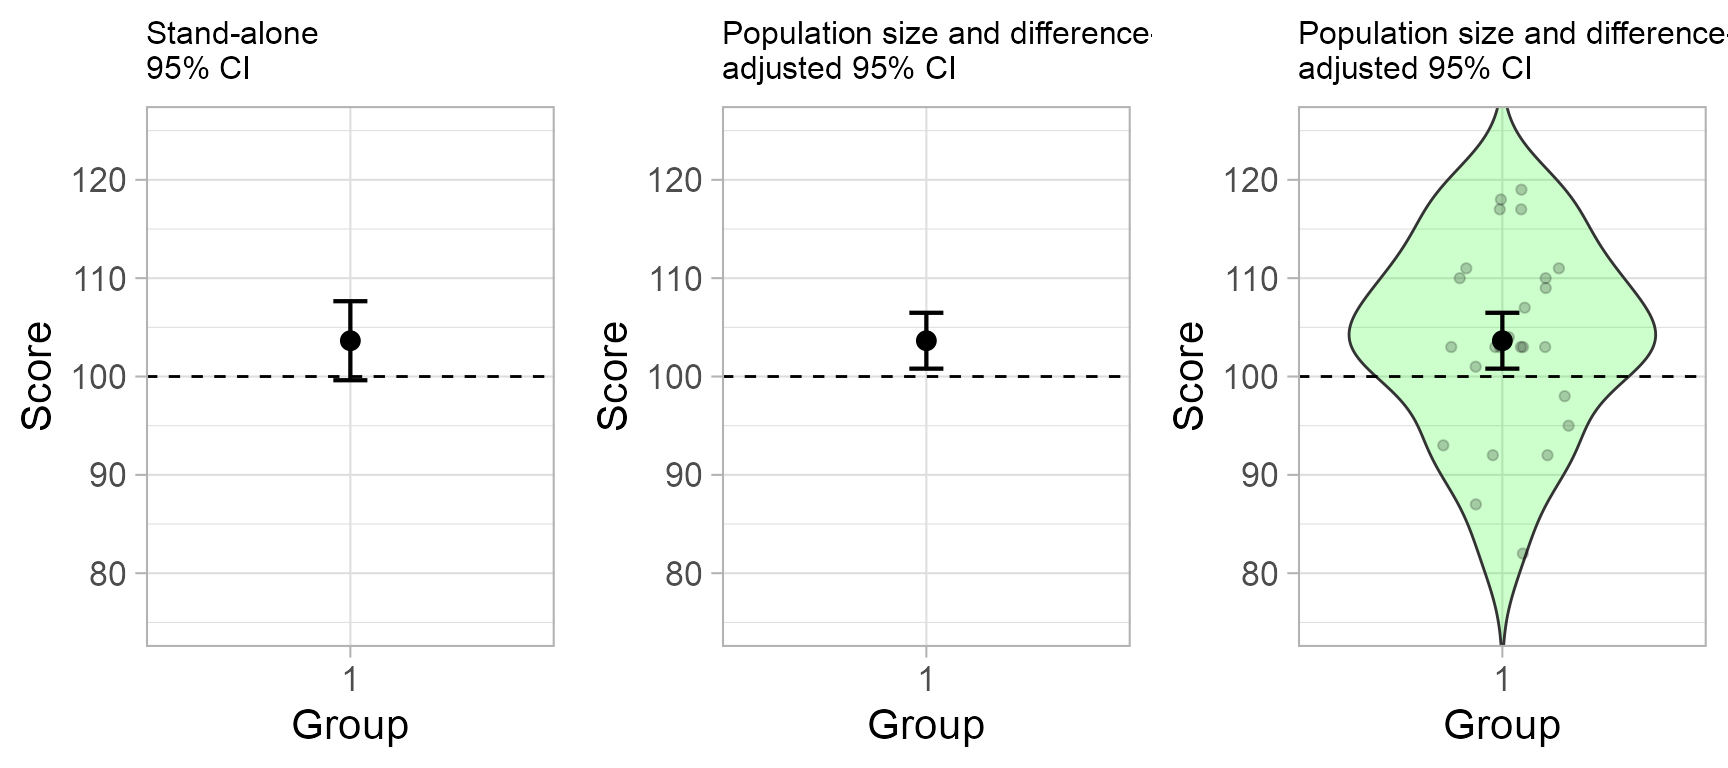 Stand-alone
95% CI
Score
120
110
100
90
80
1
Group
Population size and difference-
adjusted 95% CI
Score
120
110
100
90
80
1
Group
Population size and difference-
adjusted 95% CI
Score
120
110
100
90
80
1
Group